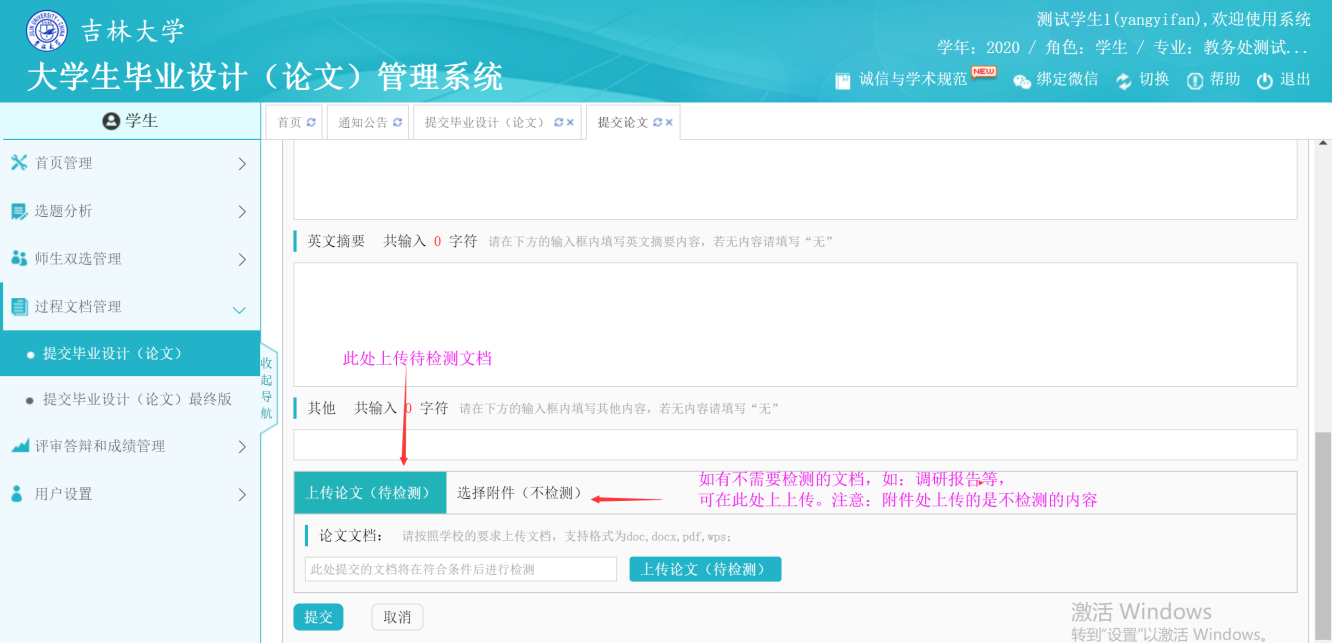 吉林大学
测试学生1(yangyifan),欢迎使用系统
学年: 2020 / 角色: 学生 / 专业: 教务处测试...
大学生毕业设计（论文）管理系统
诚信与学术规范 NEW 绑定微信 切换 帮助 退出
学生
首页 通知公告 提交毕业设计（论文） 提交论文
首页管理
选题分析
师生双选管理
过程文档管理
提交毕业设计（论文）
提交毕业设计（论文）最终版
评审答辩和成绩管理
用户设置
收起导航
英文摘要 共输入 0 字符 请在下方的输入框内填写英文摘要内容，若无内容请填写“无”
此处上传待检测文档
其他 共输入 0 字符 请在下方的输入框内填写其他内容，若无内容请填写“无”
上传论文（待检测） 选择附件（不检测）
如有不需要检测的文档，如：调研报告等，
可在此处上上传。注意：附件处上传的是不检测的内容
论文文档： 请按照学校的要求上传文档，支持格式为doc,docx,pdf,wps;
此处提交的文档将在符合条件后进行检测 上传论文（待检测）
提交 取消
激活 Windows
转到"设置"以激活 Windows。